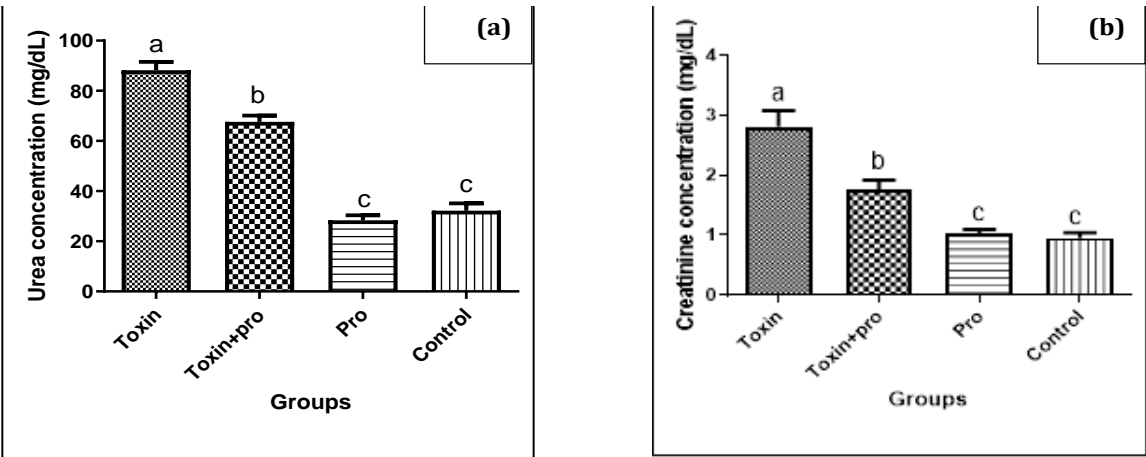 (a)
Urea concentration (mg/dL)
100
80
60
40
20
0
a
b
c
c
Toxin
Toxin+pro
Pro
Control
Groups
(b)
Creatinine concentration (mg/dL)
4
3
2
1
0
a
b
c
c
Toxin
Toxin+pro
Pro
Control
Groups